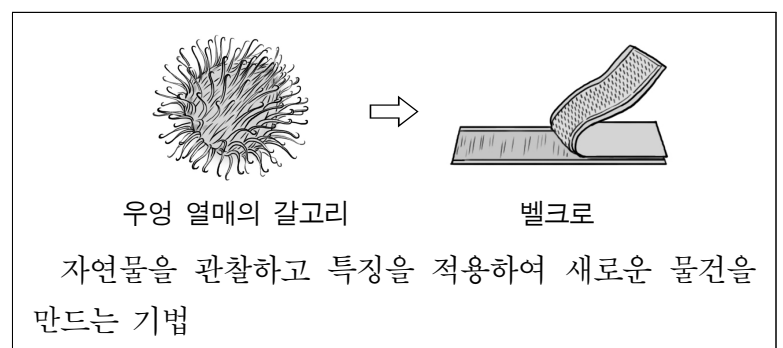 우엉 열매의 갈고리 벨크로
자연물을 관찰하고 특징을 적용하여 새로운 물건을
만드는 기법